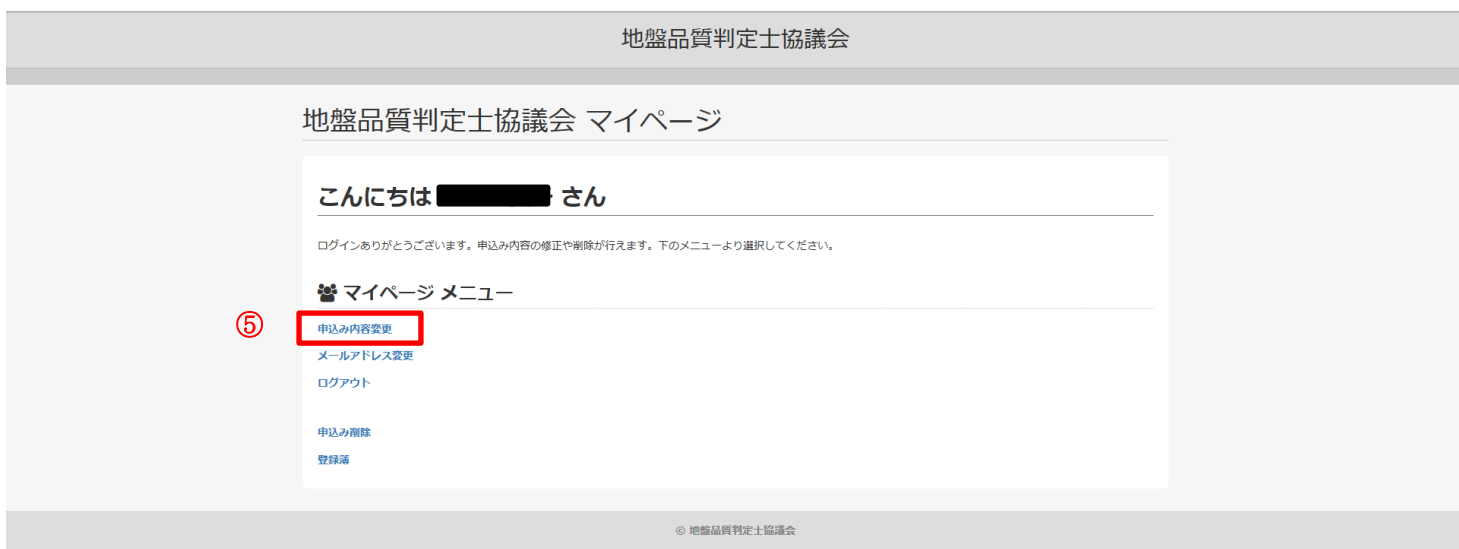 地盤品質判定士協議会
地盤品質判定士協議会 マイページ
こんにちは さん
ログインありがとうございます。申込み内容の修正や削除が行えます。下のメニューより選択してください。
マイページ メニュー
⑤ 申込み内容変更
メールアドレス変更
ログアウト
申込み削除
登録簿
© 地盤品質判定士協議会